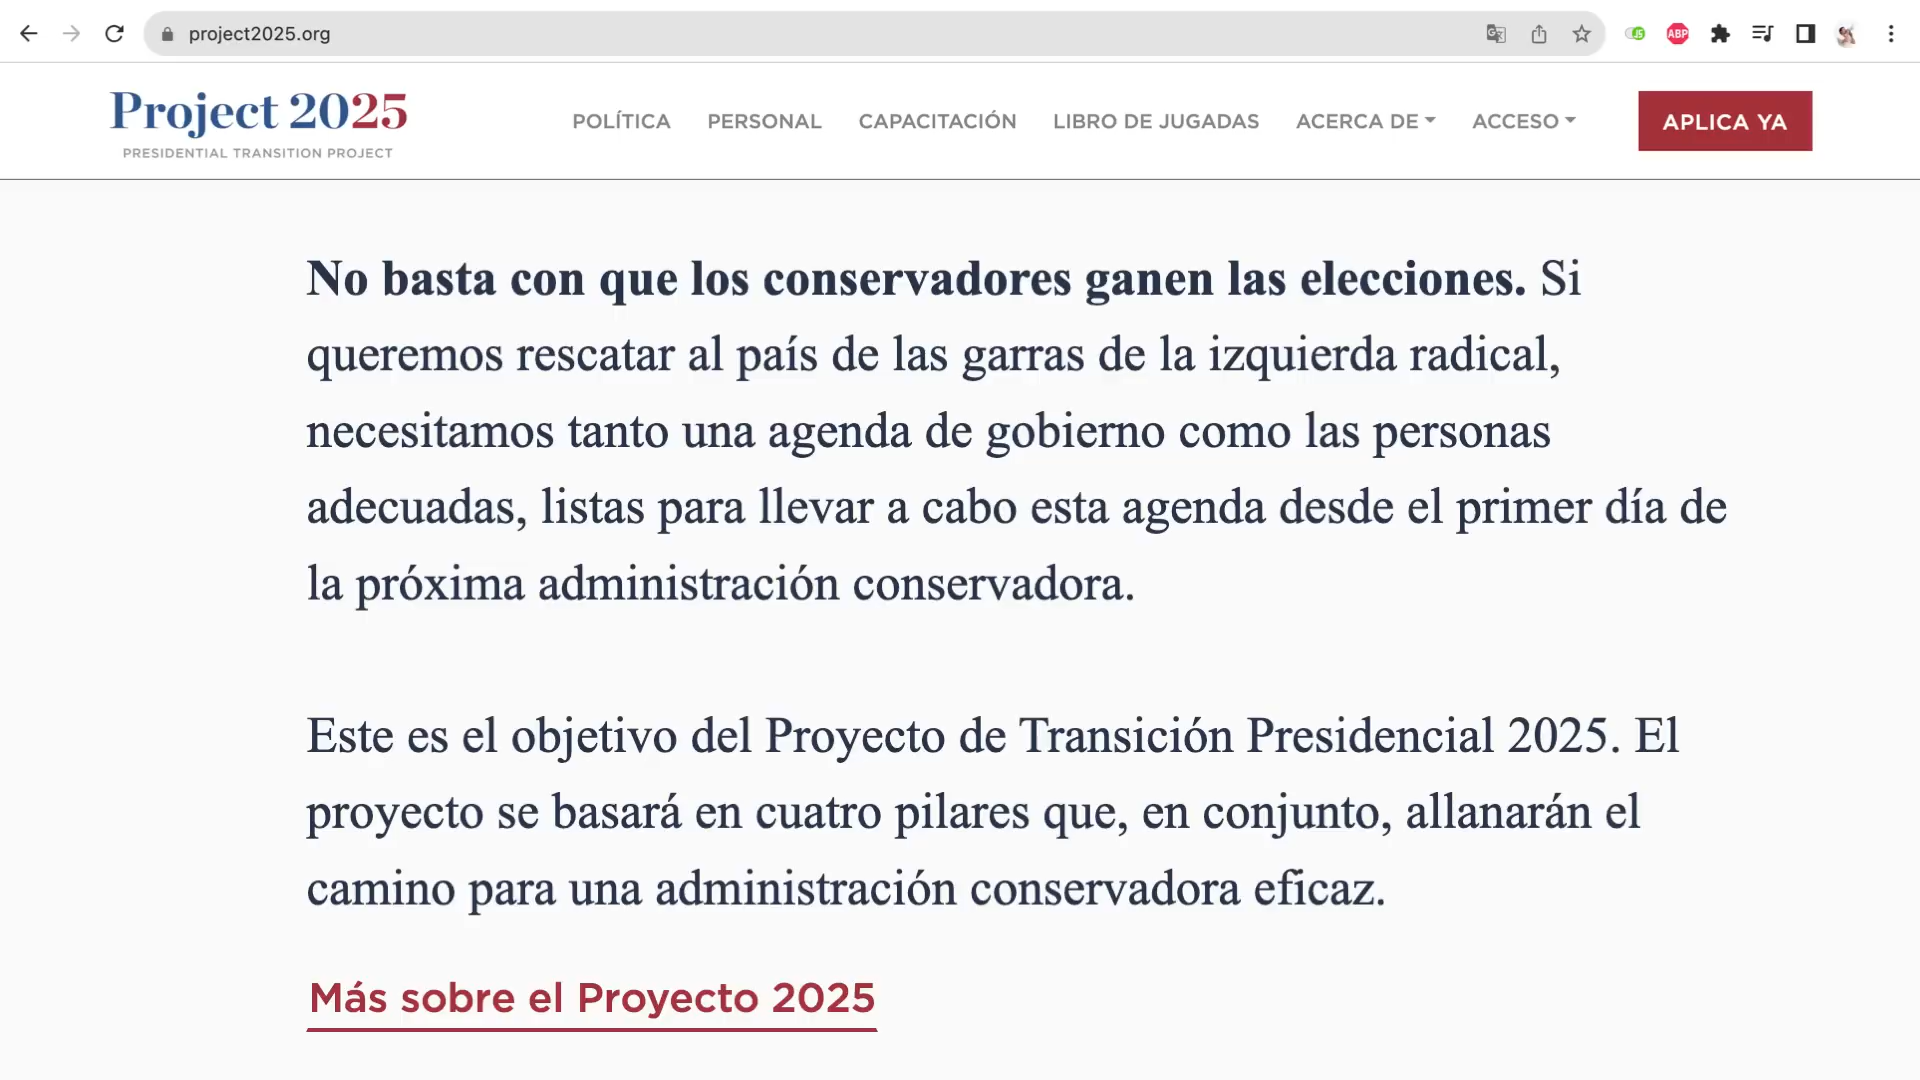 project2025.org
Project 2025
PRESIDENTIAL TRANSITION PROJECT
POLÍTICA PERSONAL CAPACITACIÓN LIBRO DE JUGADAS ACERCA DE ACCESO APLICA YA
No basta con que los conservadores ganen las elecciones. Si
queremos rescatar al país de las garras de la izquierda radical,
necesitamos tanto una agenda de gobierno como las personas
adecuadas, listas para llevar a cabo esta agenda desde el primer día de
la próxima administración conservadora.
Este es el objetivo del Proyecto de Transición Presidencial 2025. El
proyecto se basará en cuatro pilares que, en conjunto, allanarán el
camino para una administración conservadora eficaz.
Más sobre el Proyecto 2025
ABP
JS